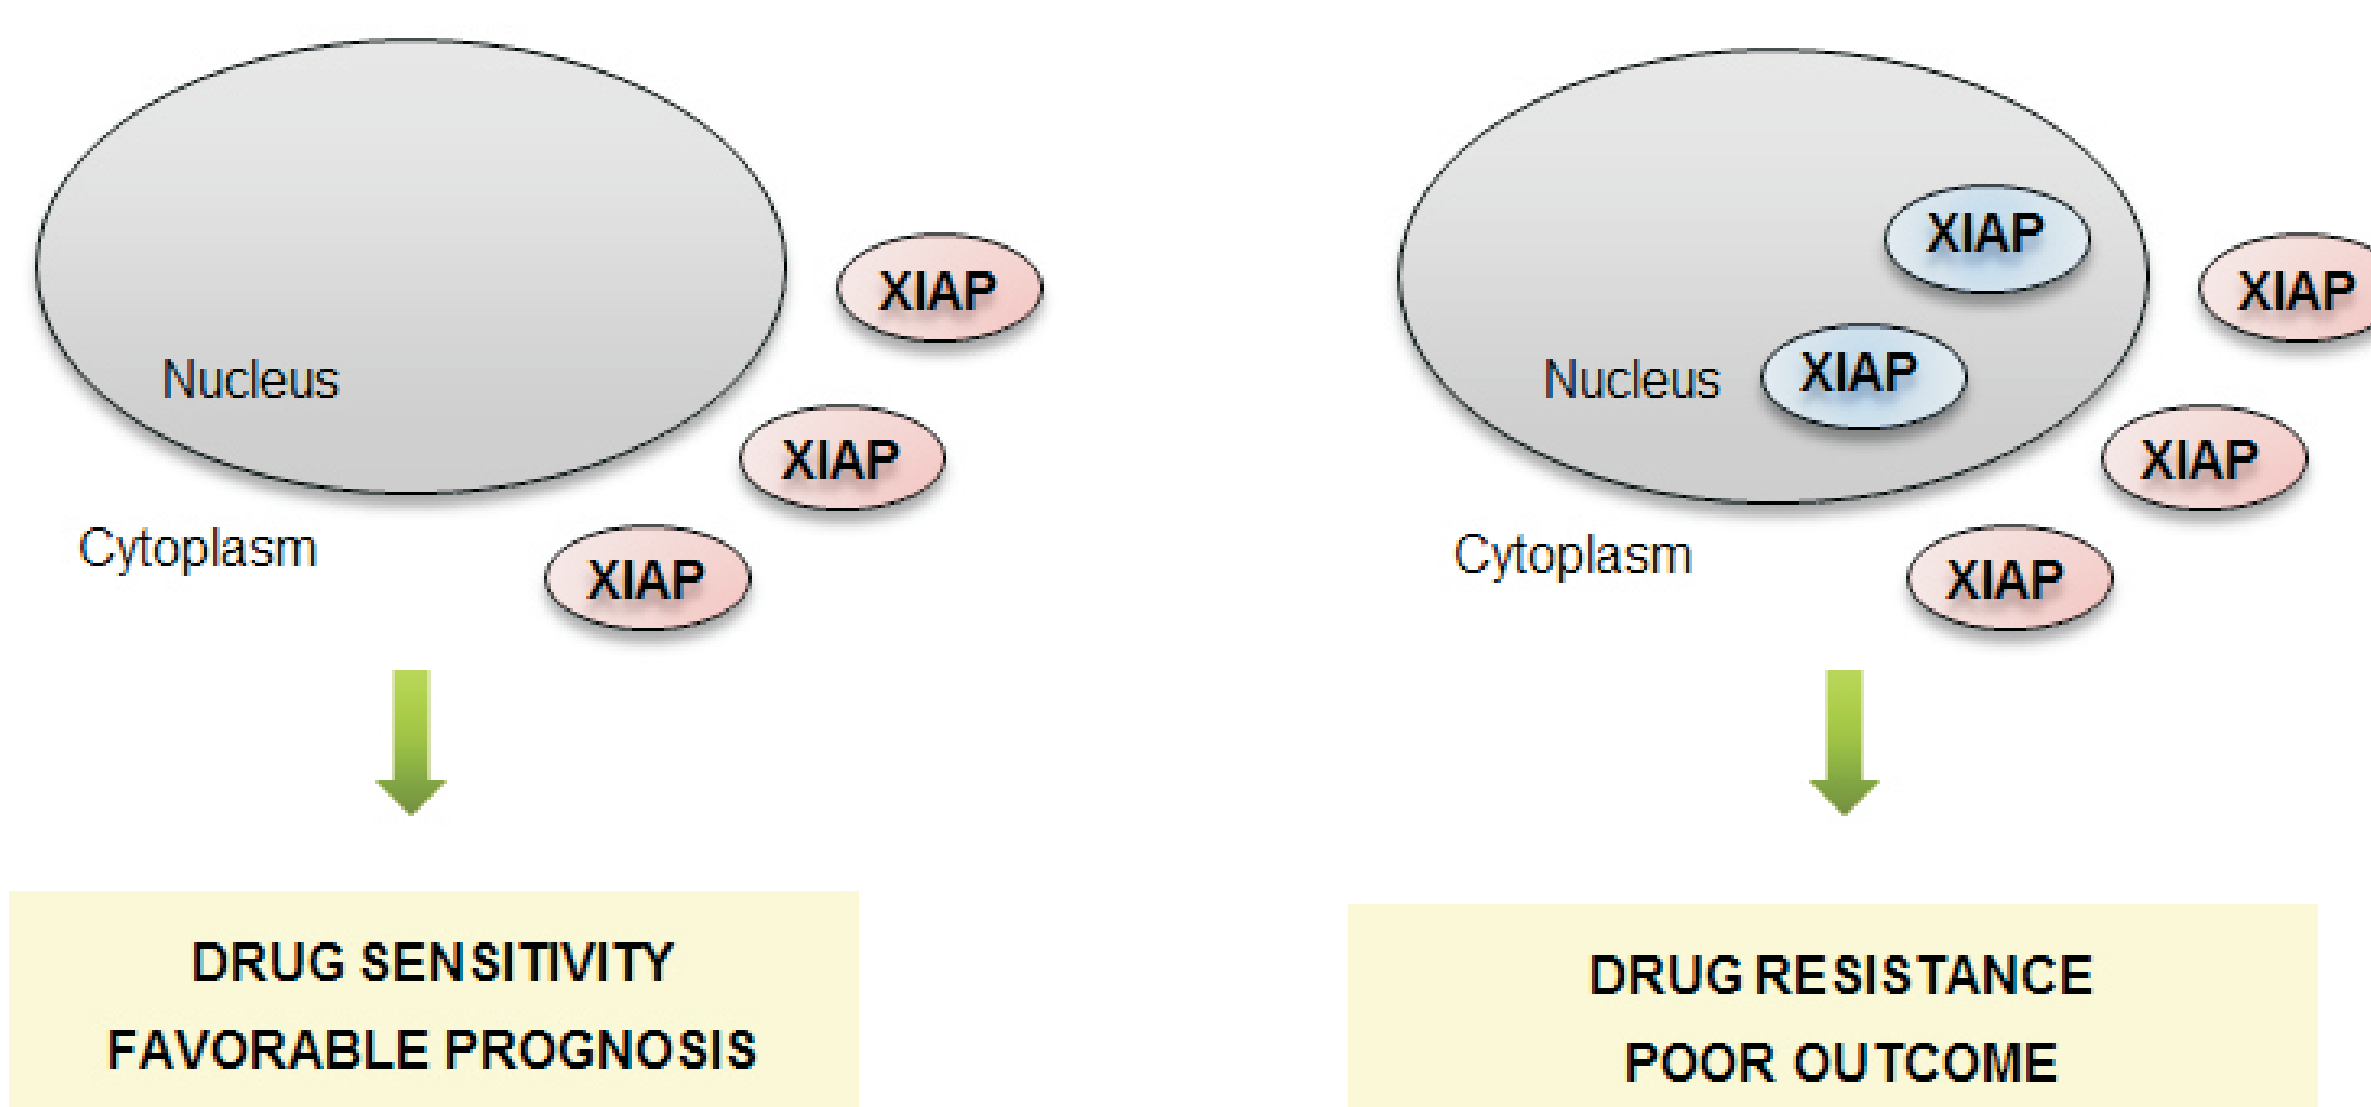 XIAP
Nucleus
XIAP
Cytoplasm
XIAP
DRUG SENSITIVITY
FAVORABLE PROGNOSIS
XIAP
XIAP
Nucleus
XIAP
XIAP
Cytoplasm
XIAP
DRUG RESISTANCE
POOR OUTCOME